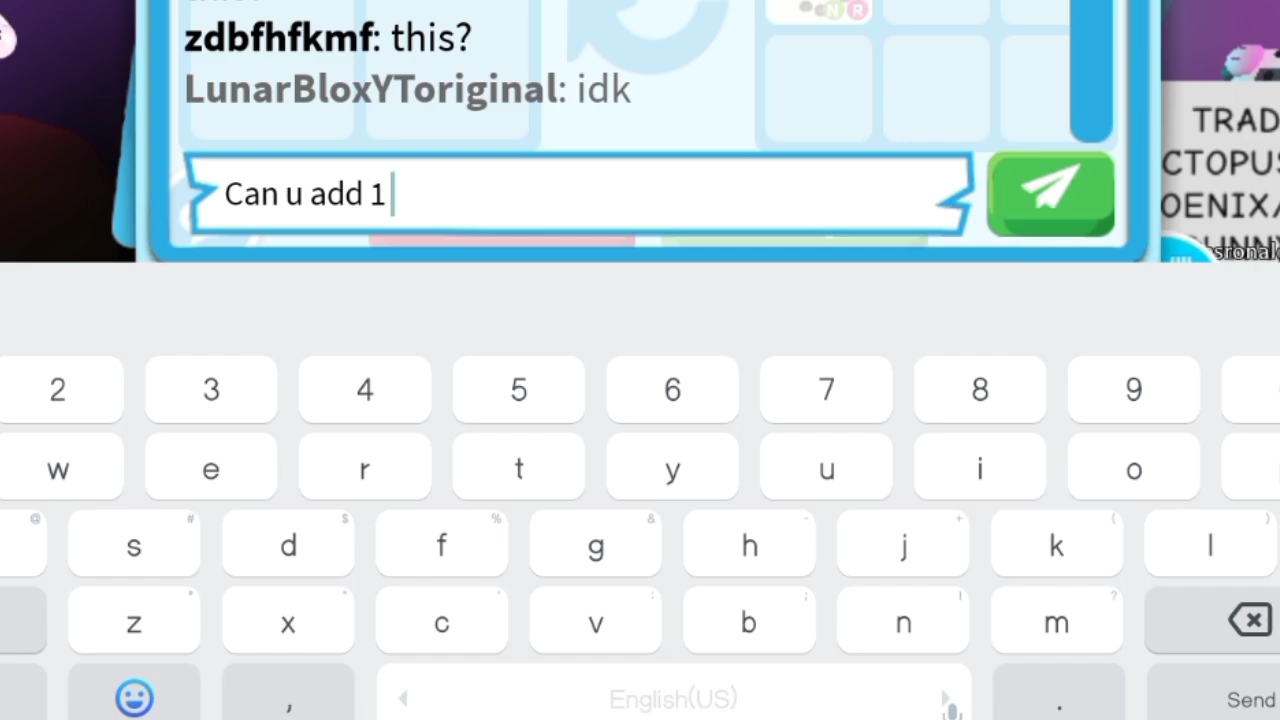 zdbfhfkmf: this?
N R
LunarBloxYToriginal: idk
TRAD
CTOPUS
OENIX/
Can u add 1
sronald
2 3 4 5 6 7 8 9
w e r t y u i o
@ # $ % & - + ( )
s d f g h j k l
* " ' : ; ! ?
z x c v b n m
, English(US) . Send